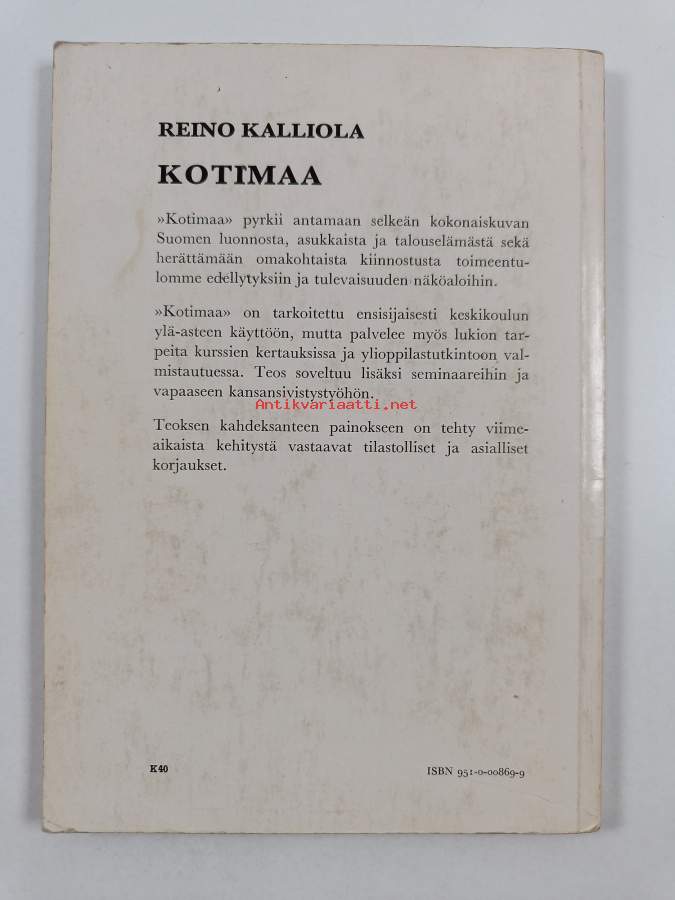 REINO KALLIOLA
KOTIMAA
»Kotimaa» pyrkii antamaan selkeän kokonaiskuvan
Suomen luonnosta, asukkaista ja talouselämästä sekä
herättämään omakohtaista kiinnostusta toimeentu-
lomme edellytyksiin ja tulevaisuuden näköaloihin.
»Kotimaa» on tarkoitettu ensisijaisesti keskikoulun
ylä-asteen käyttöön, mutta palvelee myös lukion tar-
peita kurssien kertauksissa ja ylioppilastutkintoon val-
mistautuessa. Teos soveltuu lisäksi seminaareihin ja
vapaaseen kansansivistystyöhön.
Antikvariaatti.net
Teoksen kahdeksanteen painokseen on tehty viime-
aikaista kehitystä vastaavat tilastolliset ja asialliset
korjaukset.
K40
ISBN 951-0-00869-9